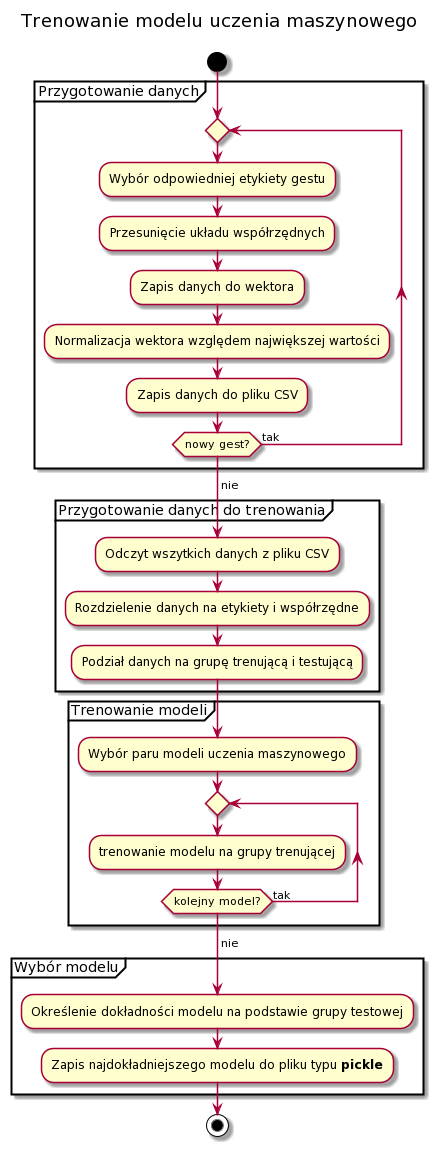 Trenowanie modelu uczenia maszynowego
Przygotowanie danych
Wybór odpowiedniej etykiety gestu
Przesunięcie układu współrzędnych
Zapis danych do wektora
Normalizacja wektora względem największej wartości
Zapis danych do pliku CSV
nowy gest?
tak
nie
Przygotowanie danych do trenowania
Odczyt wszytkich danych z pliku CSV
Rozdzielenie danych na etykiety i współrzędne
Podział danych na grupę trenującą i testującą
Trenowanie modeli
Wybór paru modeli uczenia maszynowego
trenowanie modelu na grupy trenującej
kolejny model?
tak
nie
Wybór modelu
Określenie dokładności modelu na podstawie grupy testowej
Zapis najdokładniejszego modelu do pliku typu pickle